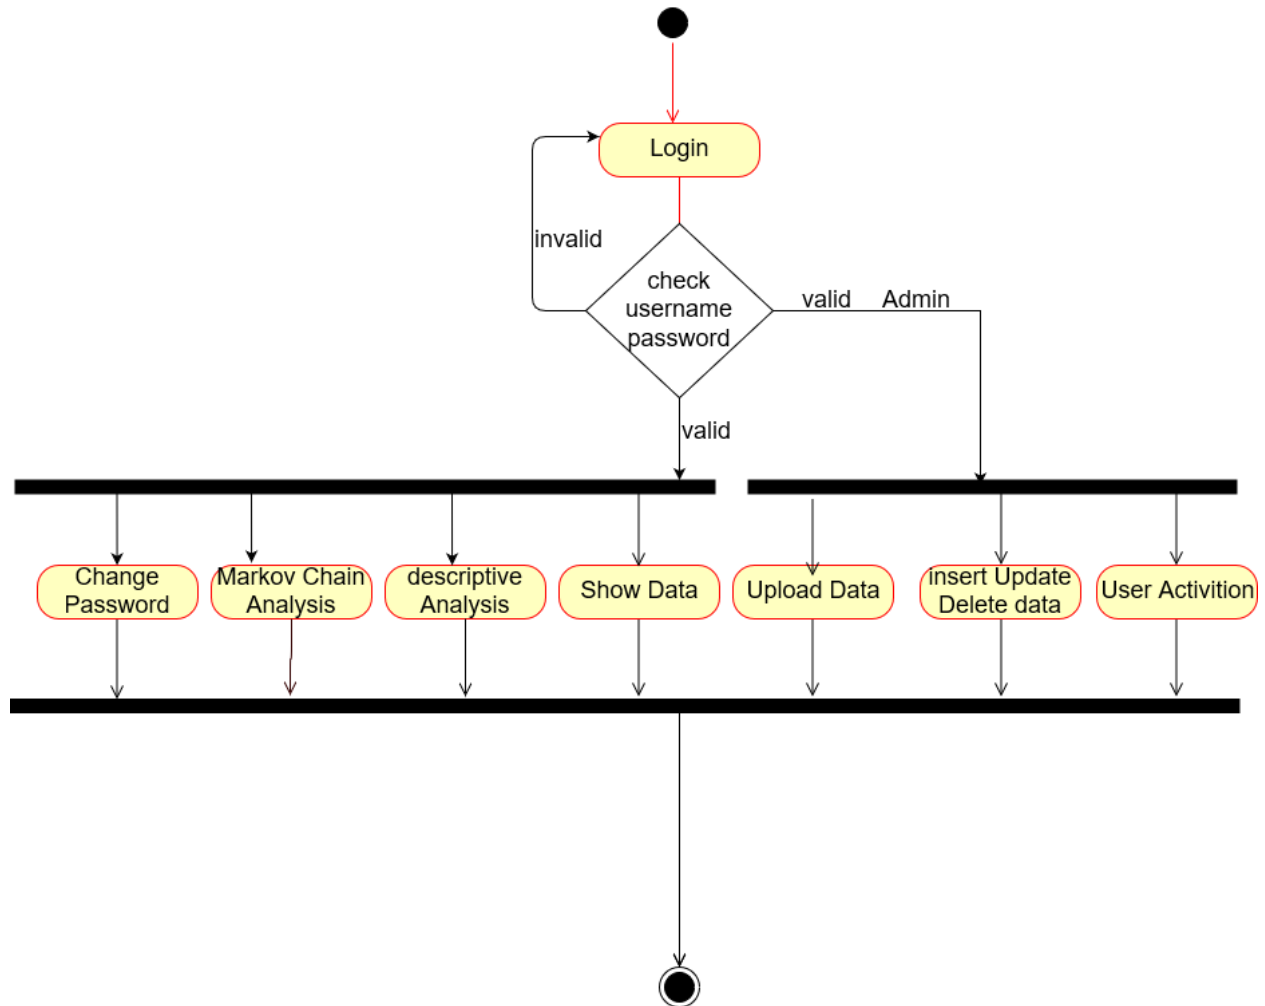 Login
invalid
check
username
password
valid
Admin
valid
Change
Password
Markov Chain
Analysis
descriptive
Analysis
Show Data
Upload Data
insert Update
Delete data
User Activition